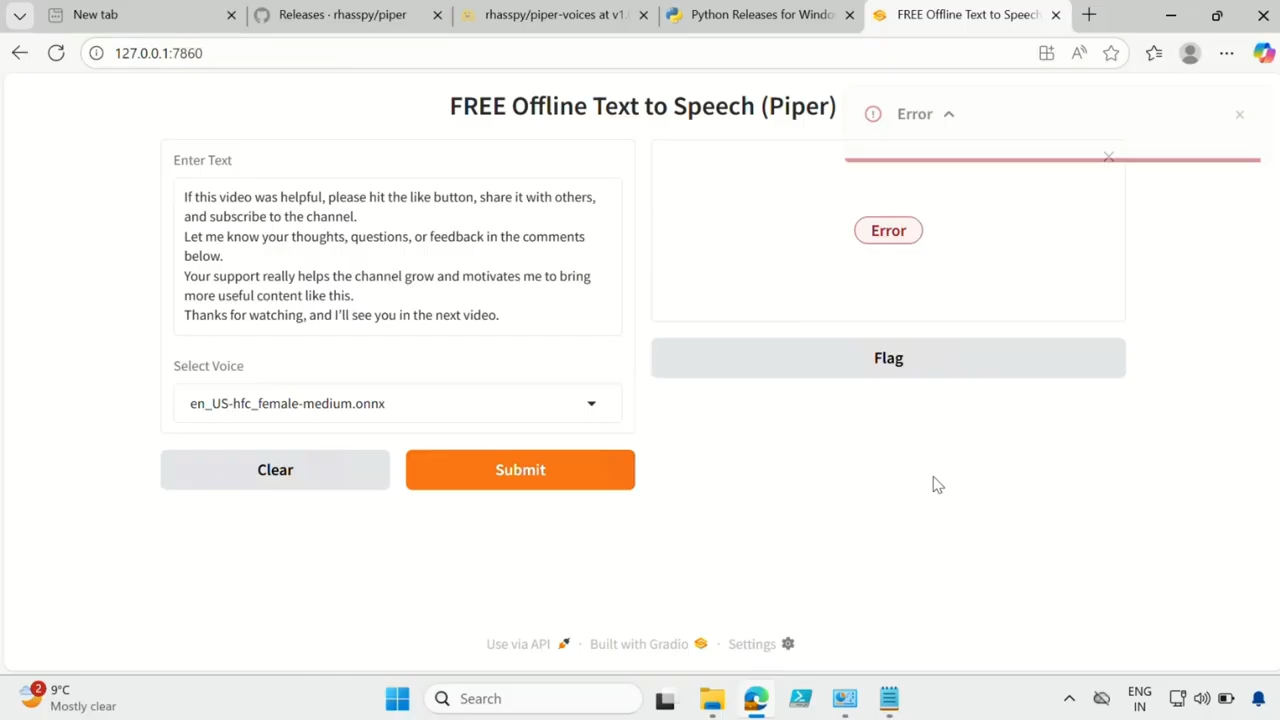 New tab
Releases · rhasspy/piper
rhasspy/piper-voices at v1.
Python Releases for Windo
FREE Offline Text to Speech
127.0.0.1:7860
FREE Offline Text to Speech (Piper)
Error
Enter Text
If this video was helpful, please hit the like button, share it with others,
and subscribe to the channel.
Let me know your thoughts, questions, or feedback in the comments
below.
Your support really helps the channel grow and motivates me to bring
more useful content like this.
Thanks for watching, and I'll see you in the next video.
Error
Flag
Select Voice
en_US-hfc_female-medium.onnx
Clear
Submit
Use via API · Built with Gradio · Settings
2
9°C
Mostly clear
Search
ENG
IN